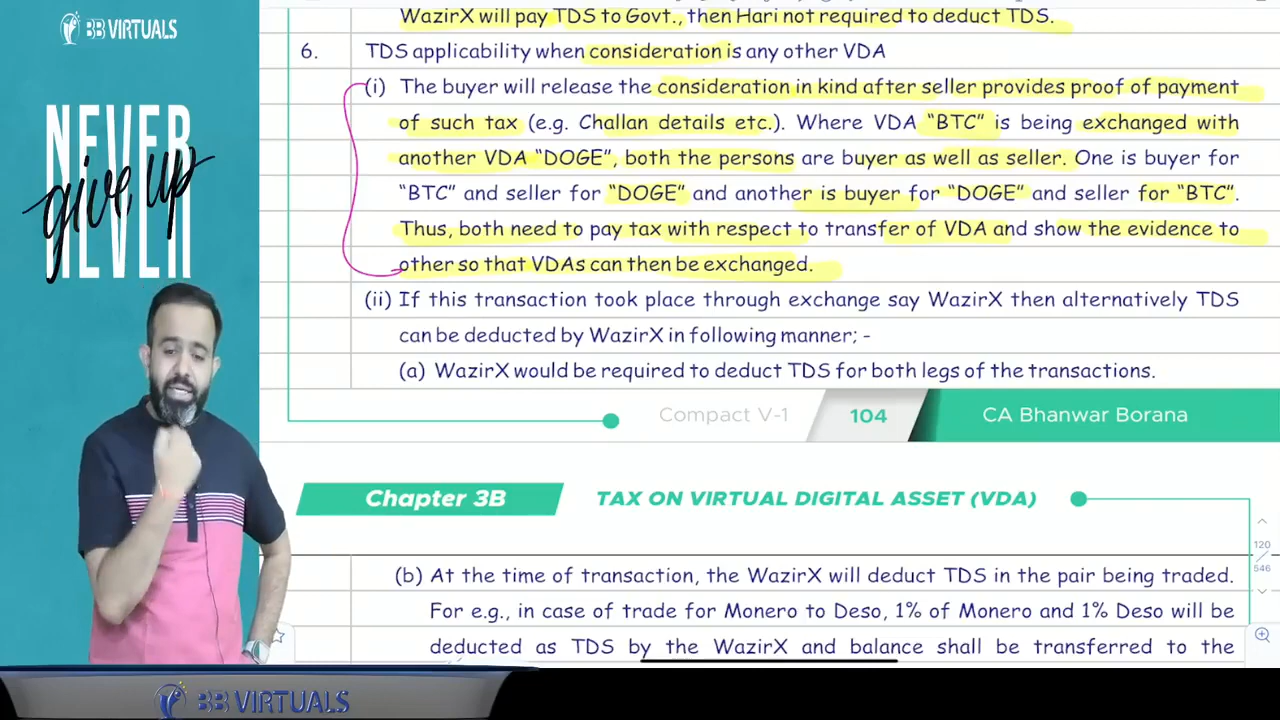 BB VIRTUALS
NEVER
give up
NEVER
WazirX will pay TDS to Govt., then Hari not required to deduct TDS.
6. TDS applicability when consideration is any other VDA
(i) The buyer will release the consideration in kind after seller provides proof of payment
of such tax (e.g. Challan details etc.). Where VDA "BTC" is being exchanged with
another VDA "DOGE", both the persons are buyer as well as seller. One is buyer for
"BTC" and seller for "DOGE" and another is buyer for "DOGE" and seller for "BTC".
Thus, both need to pay tax with respect to transfer of VDA and show the evidence to
other so that VDAs can then be exchanged.
(ii) If this transaction took place through exchange say WazirX then alternatively TDS
can be deducted by WazirX in following manner; -
(a) WazirX would be required to deduct TDS for both legs of the transactions.
Compact V-1 104 CA Bhanwar Borana
Chapter 3B TAX ON VIRTUAL DIGITAL ASSET (VDA)
120
546
(b) At the time of transaction, the WazirX will deduct TDS in the pair being traded.
For e.g., in case of trade for Monero to Deso, 1% of Monero and 1% Deso will be
deducted as TDS by the WazirX and balance shall be transferred to the
BB VIRTUALS